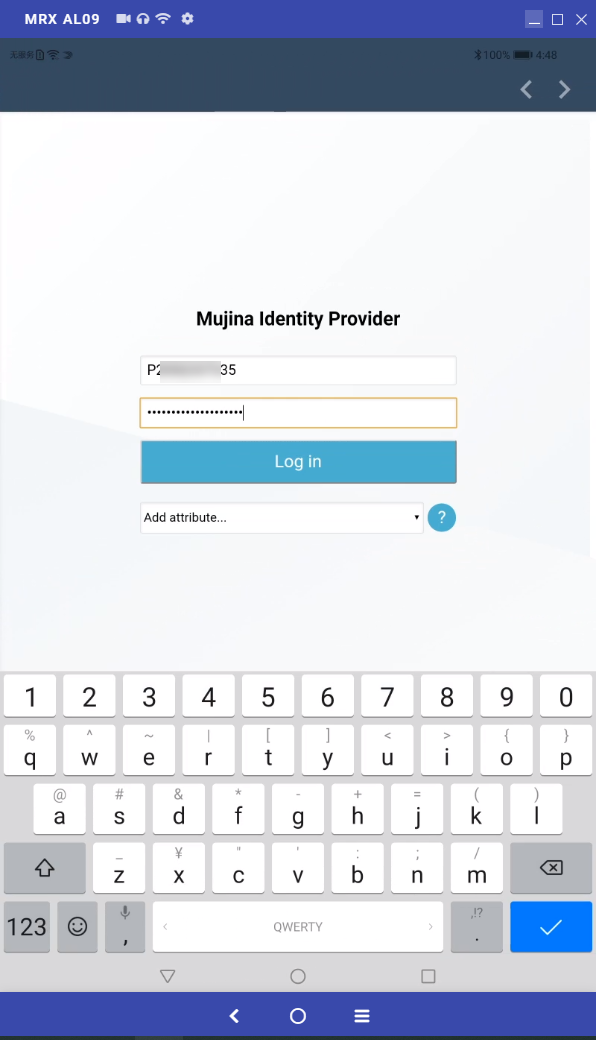 MRX AL09
无服务 100% 4:48
Mujina Identity Provider
P2 35
••••••••••••••••••••
Log in
Add attribute... ?
1 2 3 4 5 6 7 8 9 0
% ^ ~ | [ ] < > { }
q w e r t y u i o p
@ # & * - + = ( )
a s d f g h j k l
_ ¥ " ' : ; /
z x c v b n m
123 , QWERTY ,!? .